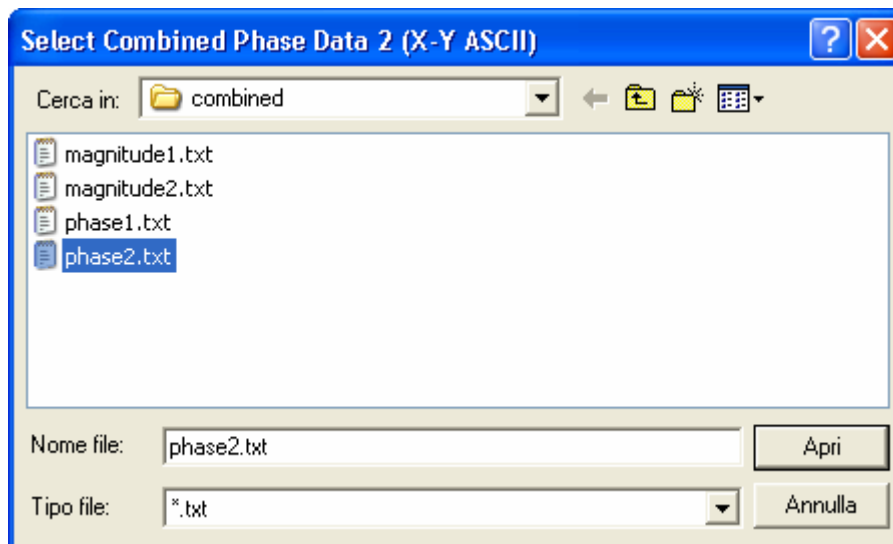 Select Combined Phase Data 2 (X-Y ASCII)
Cerca in: combined
magnitude1.txt
magnitude2.txt
phase1.txt
phase2.txt
Nome file: phase2.txt Apri
Tipo file: *.txt Annulla